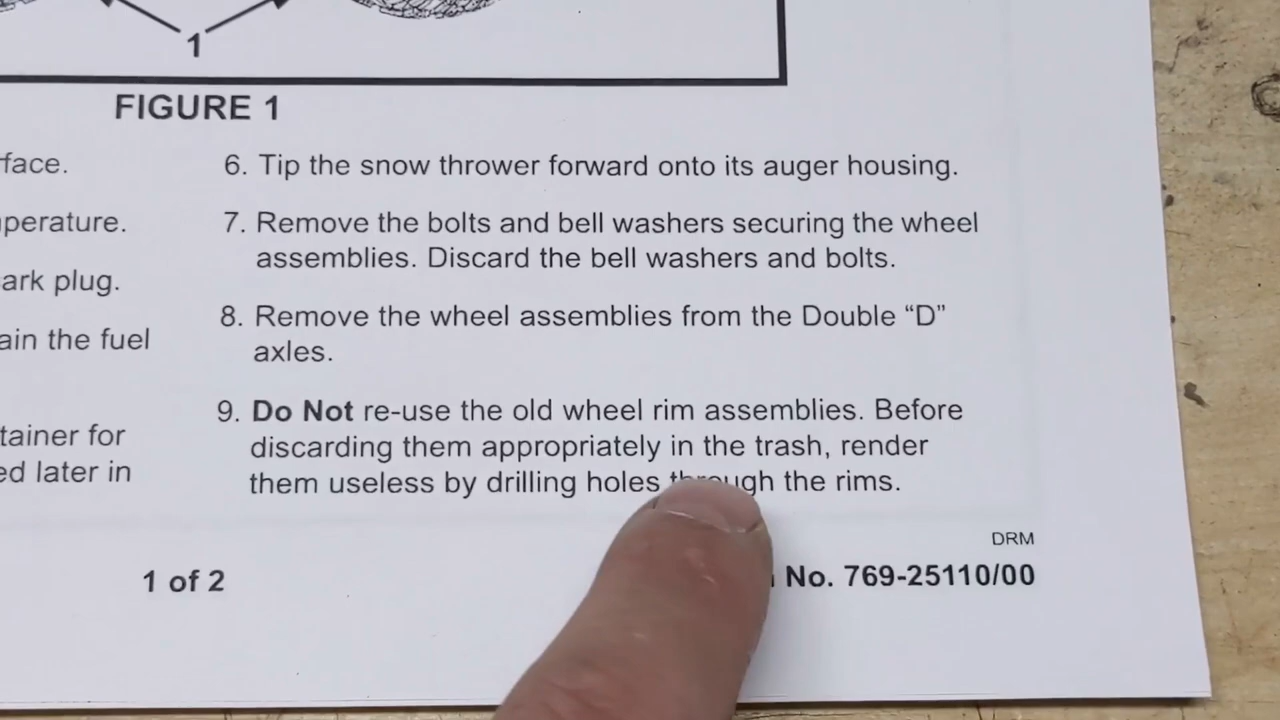 1
FIGURE 1
face.
perature.
ark plug.
ain the fuel
tainer for
ed later in
6. Tip the snow thrower forward onto its auger housing.
7. Remove the bolts and bell washers securing the wheel
assemblies. Discard the bell washers and bolts.
8. Remove the wheel assemblies from the Double “D”
axles.
9. Do Not re-use the old wheel rim assemblies. Before
discarding them appropriately in the trash, render
them useless by drilling holes through the rims.
DRM
1 of 2
No. 769-25110/00